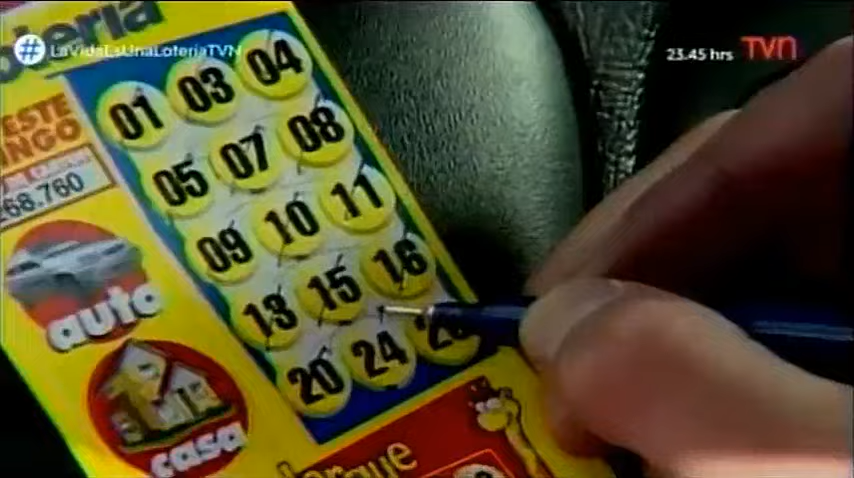 #LaVidaEsUnaLoteriaTVN
23.45 hrs TVN
01 03 04
05 07 08
09 10 11
13 15 16
20 24
auto
casa